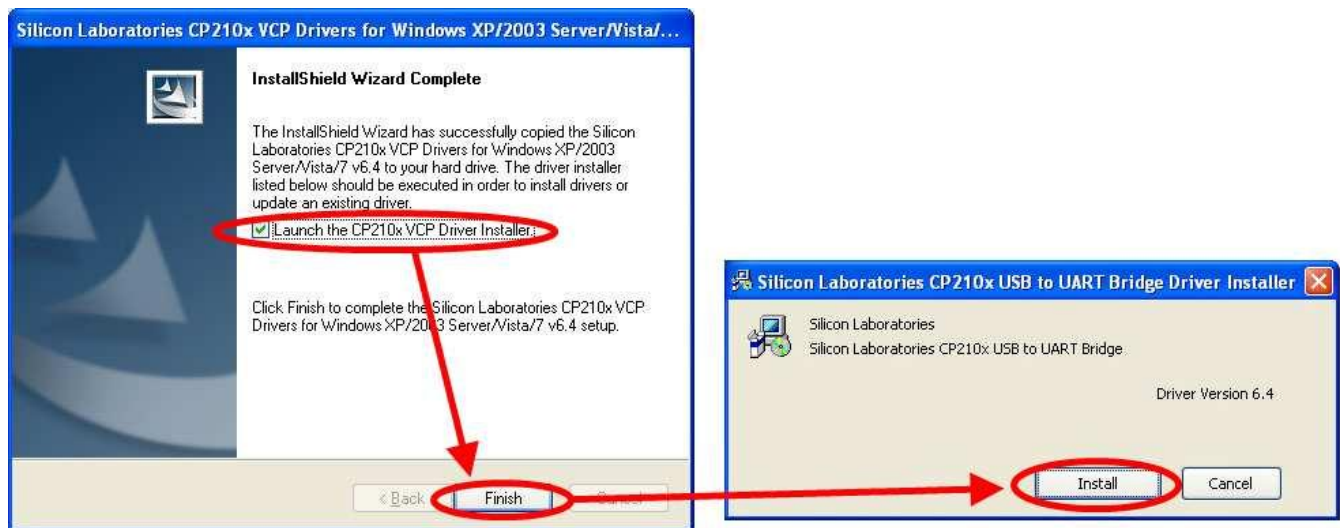 Silicon Laboratories CP210x VCP Drivers for Windows XP/2003 Server/Vista/...
InstallShield Wizard Complete
The InstallShield Wizard has successfully copied the Silicon
Laboratories CP210x VCP Drivers for Windows XP/2003
Server/Vista/7 v6.4 to your hard drive. The driver installer
listed below should be executed in order to install drivers or
update an existing driver.
Launch the CP210x VCP Driver Installer.
Click Finish to complete the Silicon Laboratories CP210x VCP
Drivers for Windows XP/2003 Server/Vista/7 v6.4 setup.
< Back
Finish
Cancel
Silicon Laboratories CP210x USB to UART Bridge Driver Installer
Silicon Laboratories
Silicon Laboratories CP210x USB to UART Bridge
Driver Version 6.4
Install
Cancel